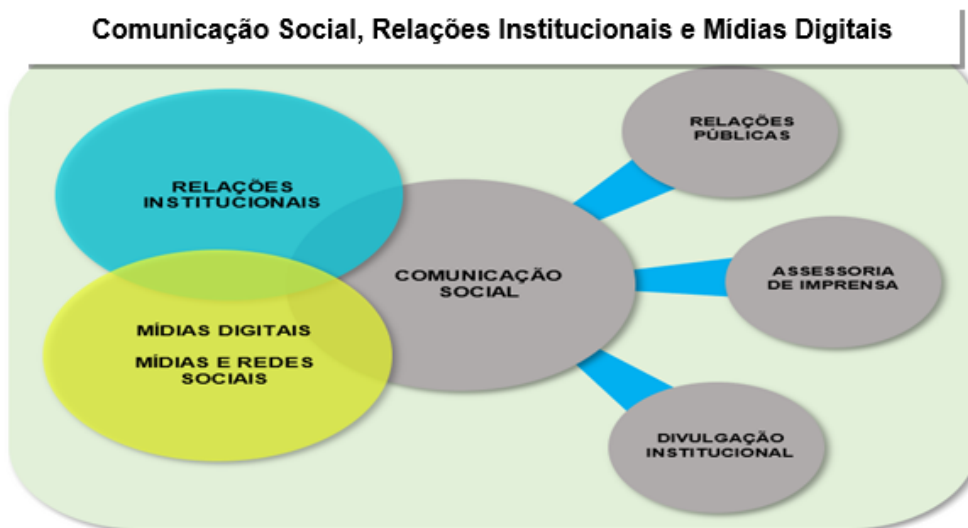 Comunicação Social, Relações Institucionais e Mídias Digitais
RELAÇÕES
INSTITUCIONAIS
MÍDIAS DIGITAIS
MÍDIAS E REDES
SOCIAIS
COMUNICAÇÃO
SOCIAL
RELAÇÕES
PÚBLICAS
ASSESSORIA
DE IMPRENSA
DIVULGAÇÃO
INSTITUCIONAL